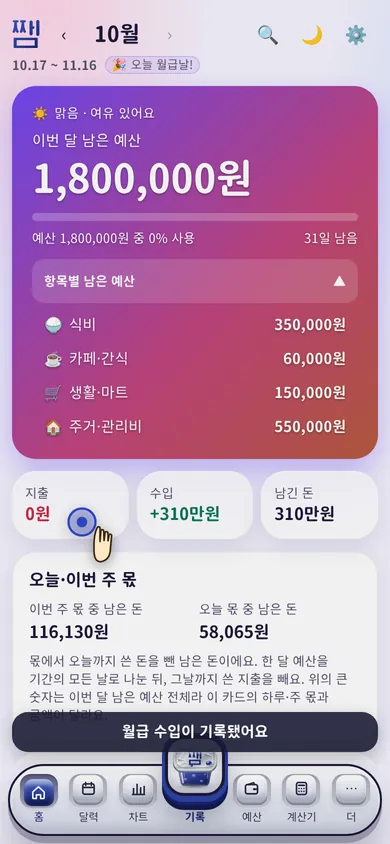 쨈 ‹ 10월 ›
10.17 ~ 11.16 오늘 월급날!
맑음 · 여유 있어요
이번 달 남은 예산
1,800,000원
예산 1,800,000원 중 0% 사용 31일 남음
항목별 남은 예산 ▲
식비 350,000원
카페·간식 60,000원
생활·마트 150,000원
주거·관리비 550,000원
지출 수입 남긴 돈
0원 +310만원 310만원
오늘·이번 주 몫
이번 주 몫 중 남은 돈 오늘 몫 중 남은 돈
116,130원 58,065원
몫에서 오늘까지 쓴 돈을 뺀 남은 돈이에요. 한 달 예산을
기간의 모든 날로 나눈 뒤, 그날까지 쓴 지출을 빼요. 위의 큰
숫자는 이번 달 남은 예산 전체라 이 카드의 하루·주 몫과
금액이 달라요.
월급 수입이 기록됐어요
쨈
홈 달력 차트 기록 예산 계산기 더